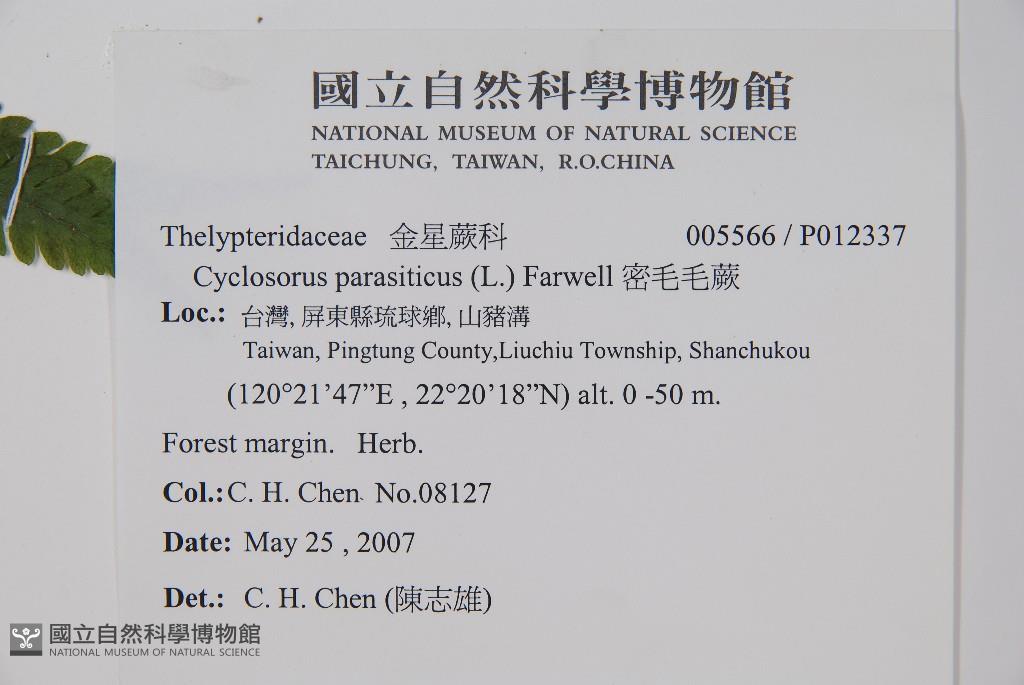 國立自然科學博物館
NATIONAL MUSEUM OF NATURAL SCIENCE
TAICHUNG, TAIWAN, R.O.CHINA
Thelypteridaceae 金星蕨科 005566 / P012337
Cyclosorus parasiticus (L.) Farwell 密毛毛蕨
Loc.: 台灣, 屏東縣琉球鄉, 山豬溝
Taiwan, Pingtung County,Liuchiu Township, Shanchukou
(120°21’47”E , 22°20’18”N) alt. 0 -50 m.
Forest margin. Herb.
Col.: C. H. Chen No.08127
Date: May 25 , 2007
Det.: C. H. Chen (陳志雄)
國立自然科學博物館
NATIONAL MUSEUM OF NATURAL SCIENCE